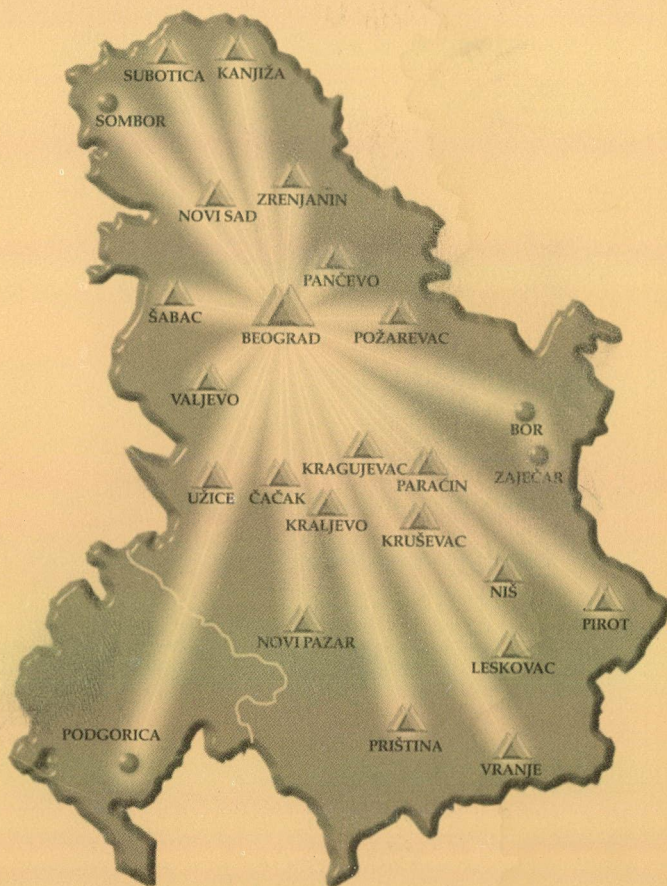 SUBOTICA
KANJIŽA
SOMBOR
ZRENJANIN
NOVI SAD
PANČEVO
ŠABAC
BEOGRAD
POŽAREVAC
VALJEVO
BOR
KRAGUJEVAC
ZAJEČAR
PARAĆIN
UŽICE
ČAČAK
KRALJEVO
KRUŠEVAC
NIŠ
PIROT
NOVI PAZAR
LESKOVAC
PODGORICA
PRIŠTINA
VRANJE